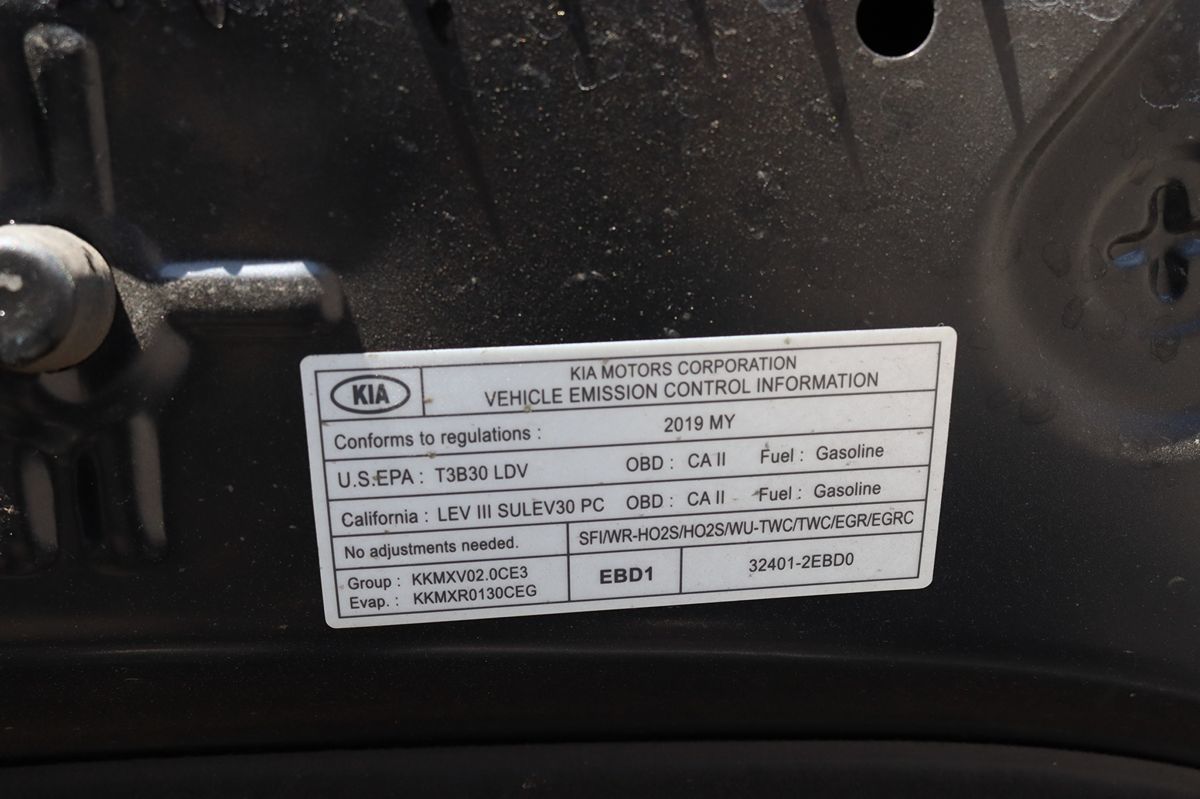 KIA
KIA MOTORS CORPORATION
VEHICLE EMISSION CONTROL INFORMATION
Conforms to regulations : 2019 MY
U.S.EPA : T3B30 LDV OBD : CA II Fuel : Gasoline
California : LEV III SULEV30 PC OBD : CA II Fuel : Gasoline
No adjustments needed. SFI/WR-HO2S/HO2S/WU-TWC/TWC/EGR/EGRC
Group : KKMXV02.0CE3
Evap. : KKMXR0130CEG
EBD1
32401-2EBD0